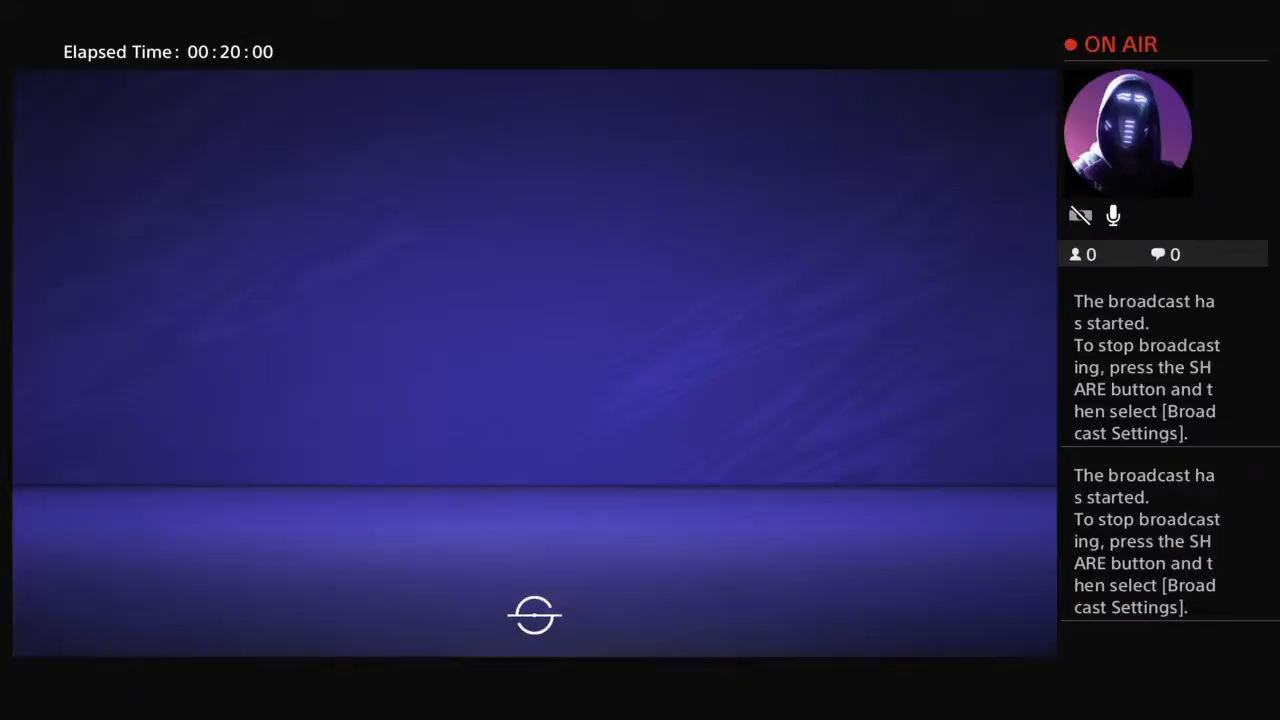 Elapsed Time: 00:20:00
ON AIR
0
0
The broadcast ha
s started.
To stop broadcast
ing, press the SH
ARE button and t
hen select [Broad
cast Settings].
The broadcast ha
s started.
To stop broadcast
ing, press the SH
ARE button and t
hen select [Broad
cast Settings].